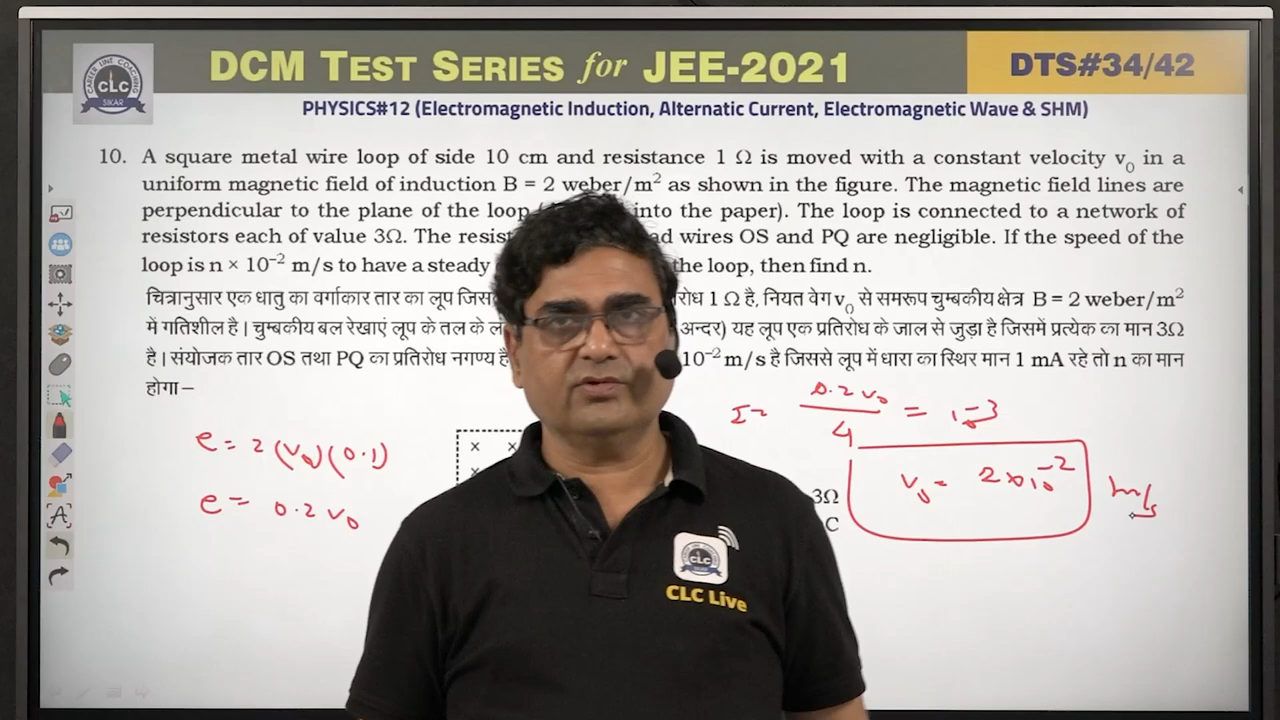 DCM TEST SERIES for JEE-2021
DTS#34/42
CAREER LINE COACHING
CLC
SIKAR
PHYSICS#12 (Electromagnetic Induction, Alternatic Current, Electromagnetic Wave & SHM)
10. A square metal wire loop of side 10 cm and resistance 1 Ω is moved with a constant velocity v₀ in a
uniform magnetic field of induction B = 2 weber/m² as shown in the figure. The magnetic field lines are
perpendicular to the plane of the loop into the paper). The loop is connected to a network of
resistors each of value 3Ω. The wires OS and PQ are negligible. If the speed of the
loop is n × 10⁻² m/s to have a steady the loop, then find n.
चित्रानुसार एक धातु का वर्गाकार तार का लूप 1 Ω है, नियत वेग v₀ से समरूप चुम्बकीय क्षेत्र B = 2 weber/m²
में गतिशील है। चुम्बकीय बल रेखाएं लूप के तल के अन्दर) यह लूप एक प्रतिरोध के जाल से जुड़ा है जिसमें प्रत्येक का मान 3Ω
है। संयोजक तार OS तथा PQ का प्रतिरोध नगण्य 10⁻² m/s है जिससे लूप में धारा का स्थिर मान 1 mA रहे तो n का मान
होगा–
I = 0.2 v₀ / 4 = 10⁻³
e = 2 (v₀) (0.1)
e = 0.2 v₀
× ×
×
v₀ = 2×10⁻² m/s
3Ω
C
CLC
CLC Live